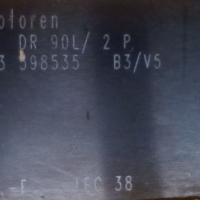 otoren
DR 90L/ 2 P
3 598535 B3/V5
-F IEC 38